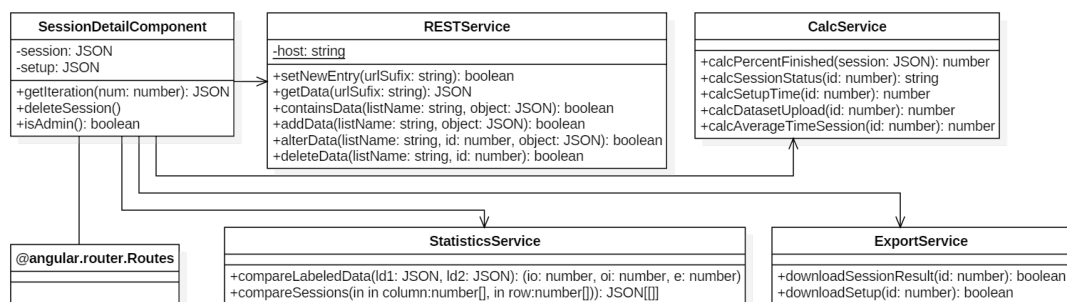 SessionDetailComponent
-session: JSON
-setup: JSON
+getIteration(num: number): JSON
+deleteSession()
+isAdmin(): boolean
RESTService
-host: string
+setNewEntry(urlSufix: string): boolean
+getData(urlSufix: string): JSON
+containsData(listName: string, object: JSON): boolean
+addData(listName: string, object: JSON): boolean
+alterData(listName: string, id: number, object: JSON): boolean
+deleteData(listName: string, id: number): boolean
CalcService
+calcPercentFinished(session: JSON): number
+calcSessionStatus(id: number): string
+calcSetupTime(id: number): number
+calcDatasetUpload(id: number): number
+calcAverageTimeSession(id: number): number
@angular.router.Routes
StatisticsService
+compareLabeledData(ld1: JSON, ld2: JSON): (io: number, oi: number, e: number)
+compareSessions(in in column:number[], in row:number[])): JSON[[]]
ExportService
+downloadSessionResult(id: number): boolean
+downloadSetup(id: number): boolean